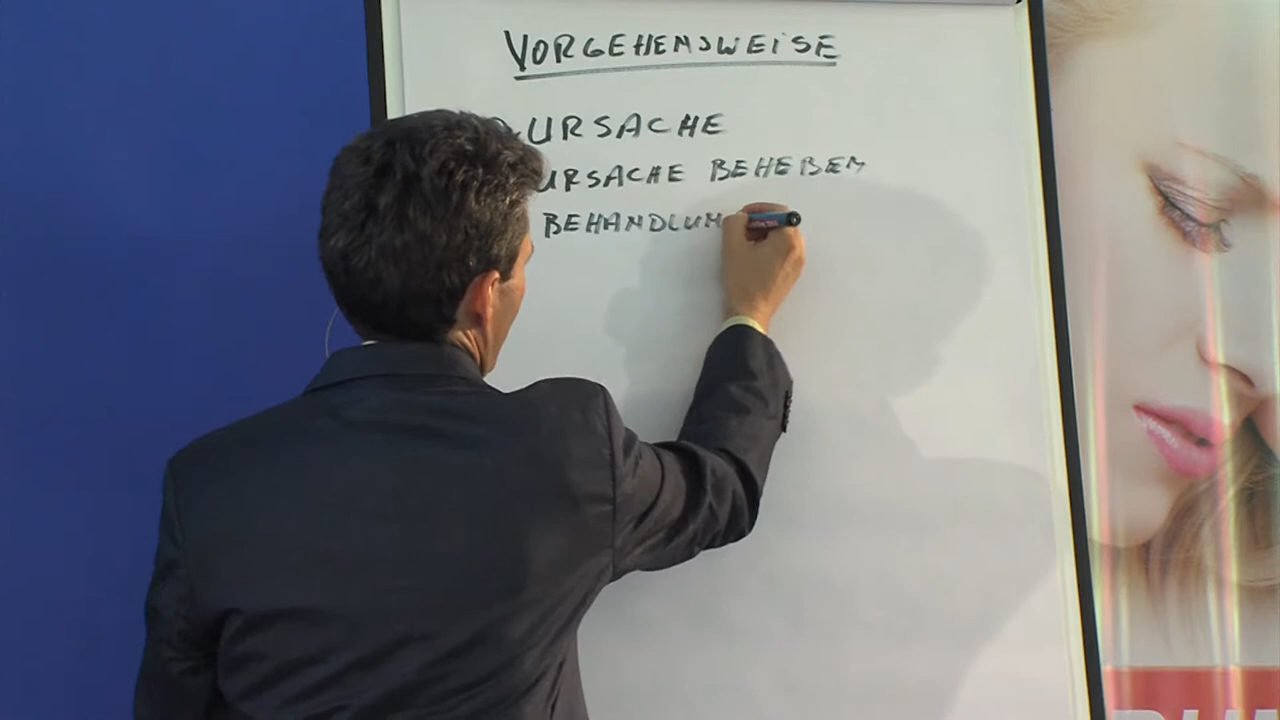 VORGEHENSWEISE
URSACHE
URSACHE BEHEBEN
BEHANDLUN